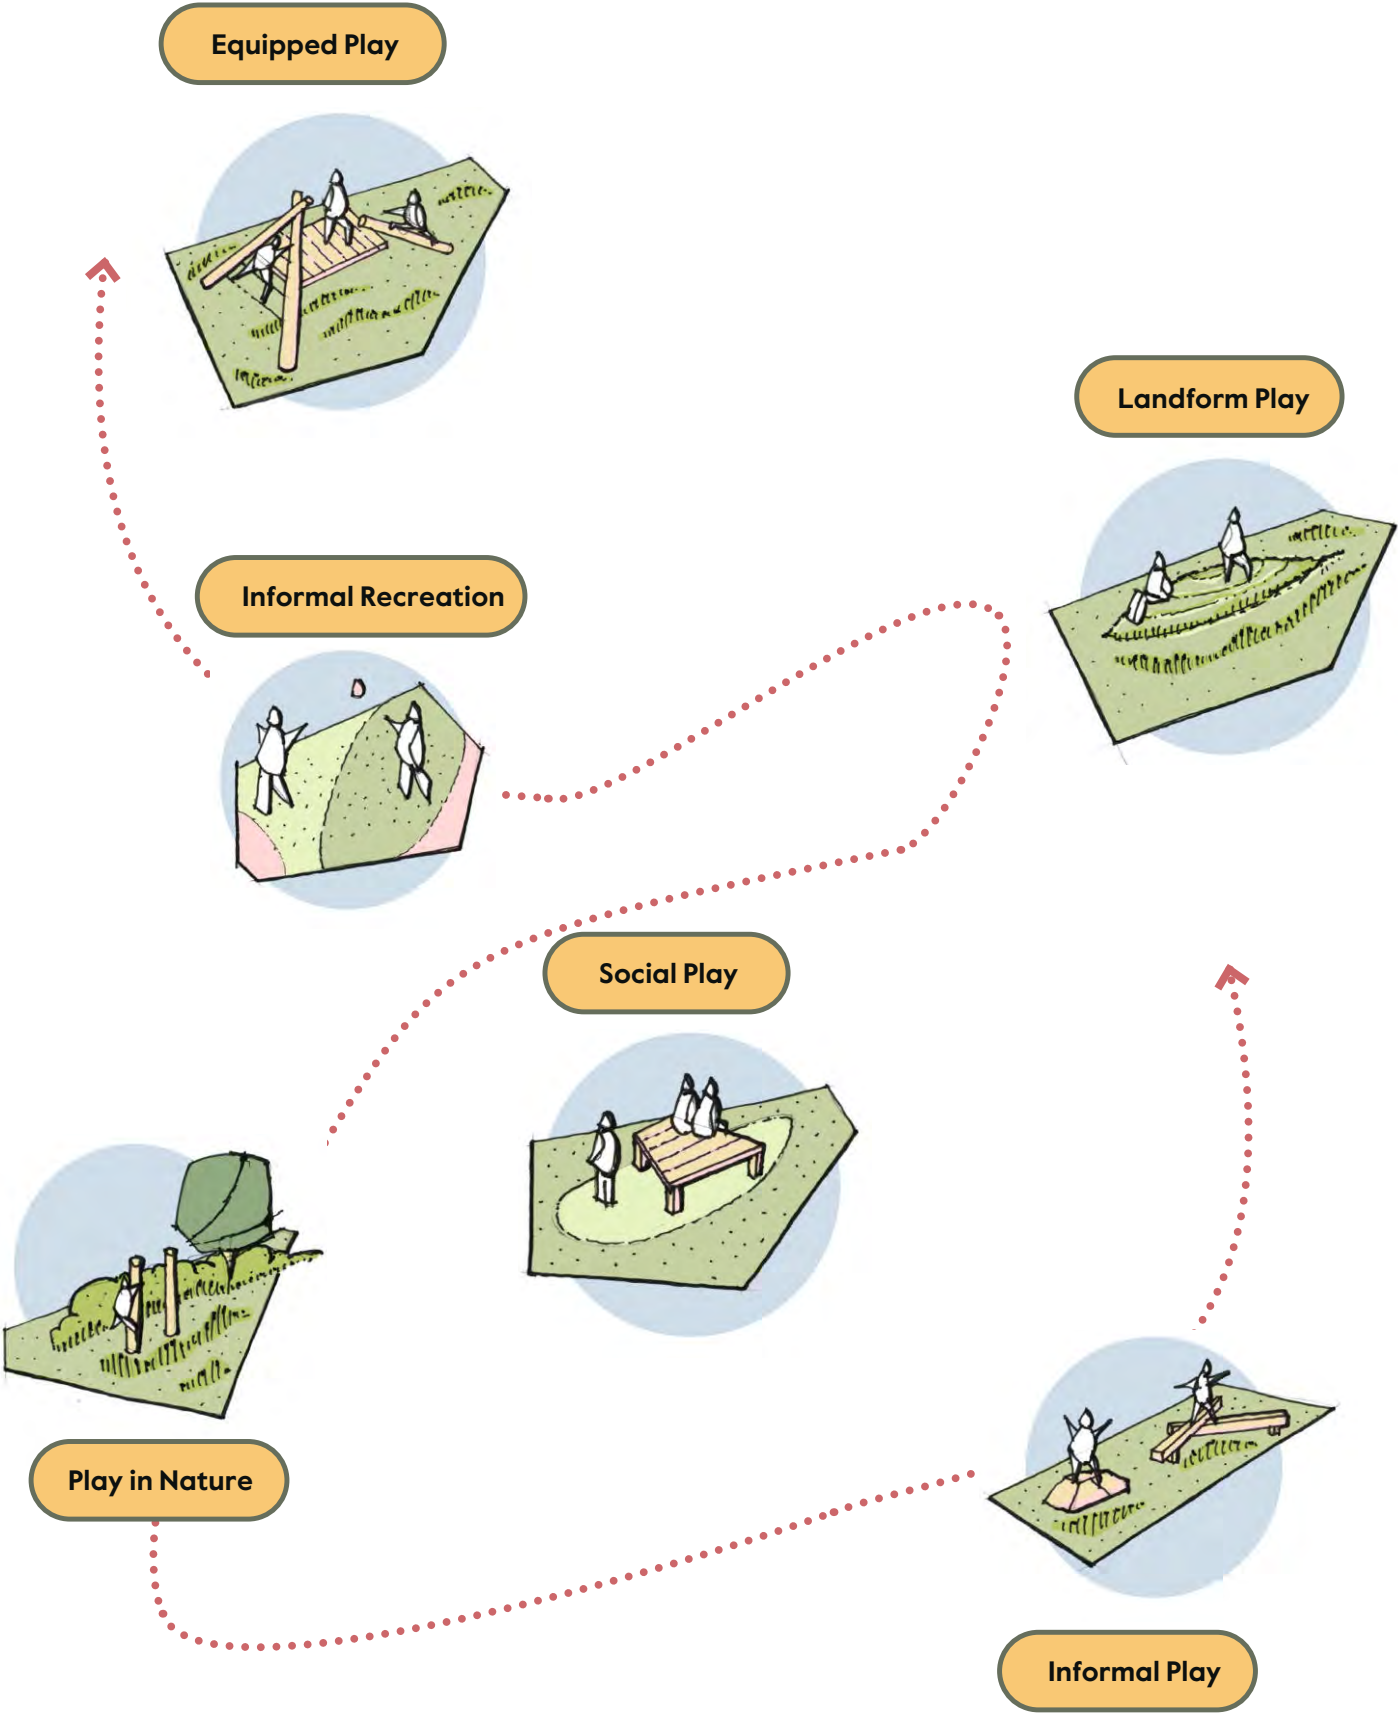 Equipped Play
Landform Play
Informal Recreation
Social Play
Play in Nature
Informal Play